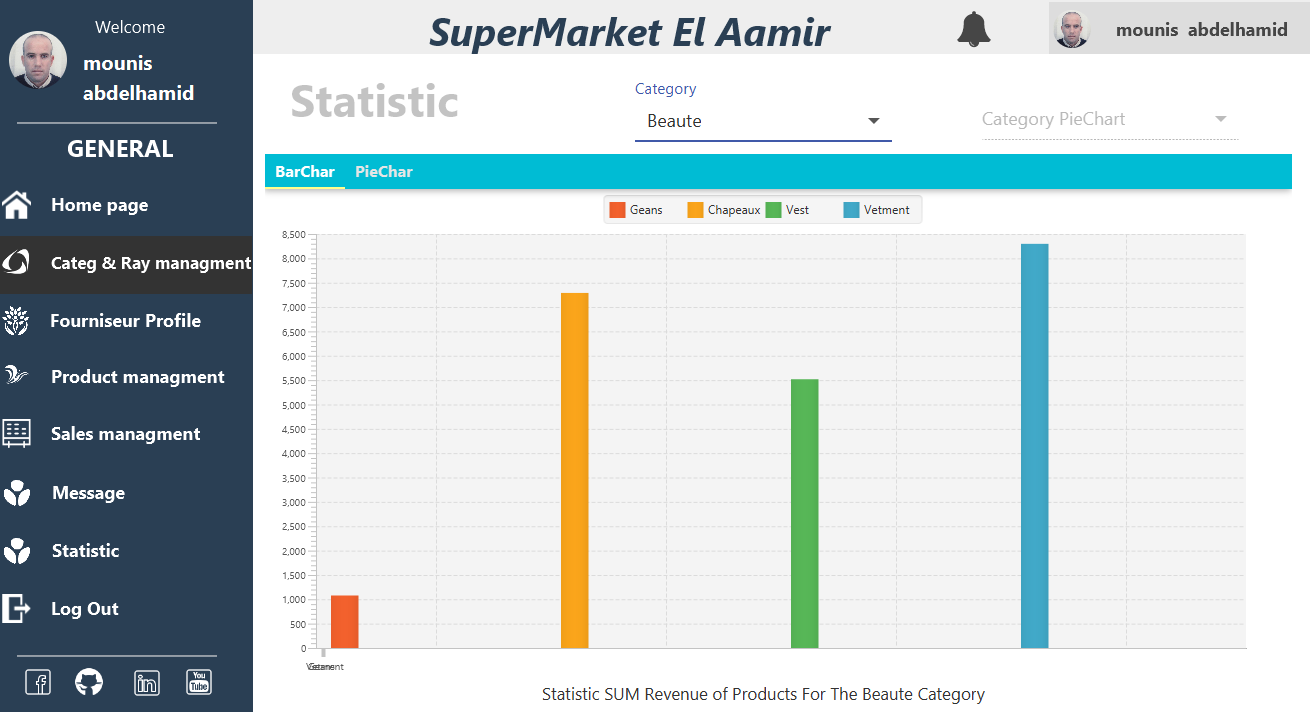 Welcome
mounis
abdelhamid
GENERAL
Home page
Categ & Ray managment
Fourniseur Profile
Product managment
Sales managment
Message
Statistic
Log Out
You
Tube
SuperMarket El Aamir
mounis abdelhamid
Statistic
Category
Beaute
Category PieChart
BarChar
PieChar
Geans Chapeaux Vest Vetment
8,500
8,000
7,500
7,000
6,500
6,000
5,500
5,000
4,500
4,000
3,500
3,000
2,500
2,000
1,500
1,000
500
0
Statistic SUM Revenue of Products For The Beaute Category